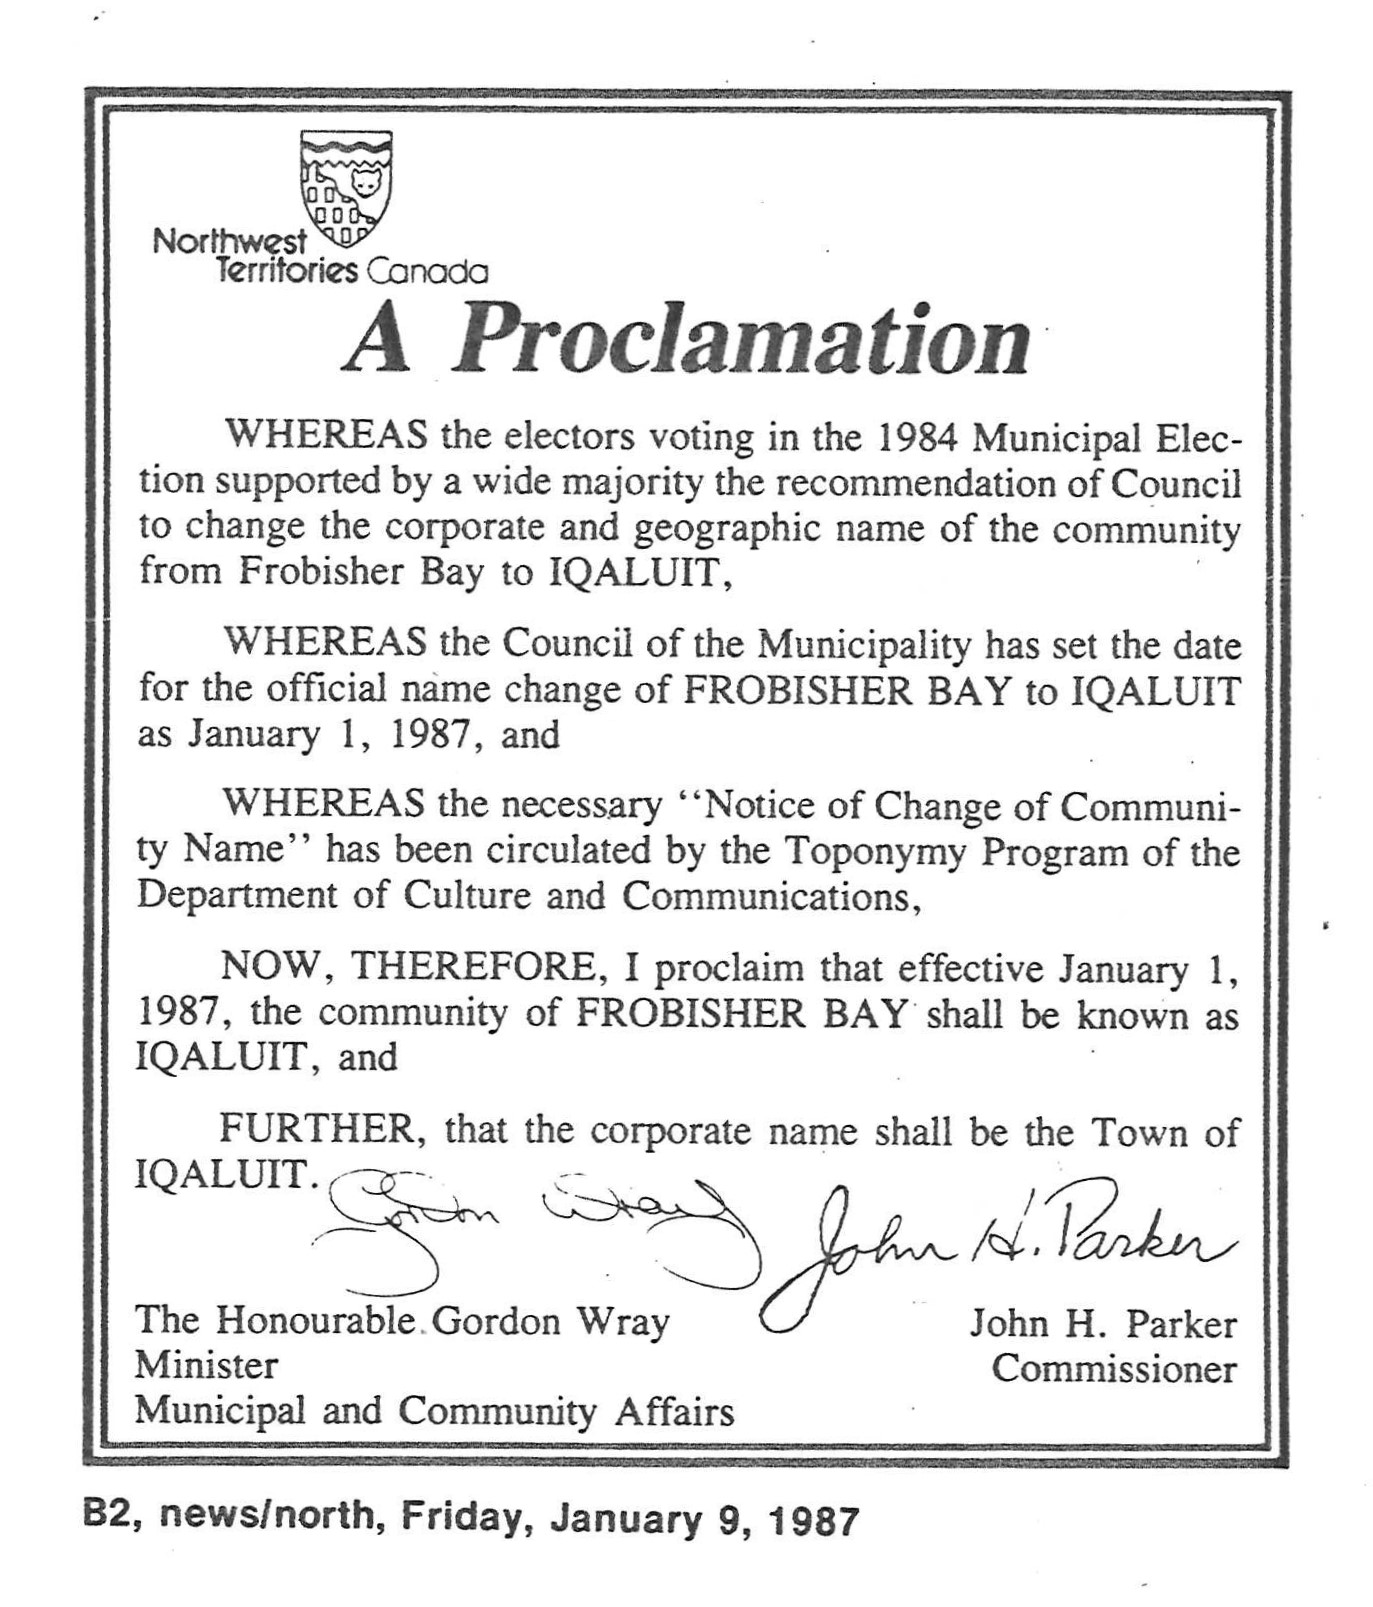 Northwest
Territories Canada
A Proclamation
WHEREAS the electors voting in the 1984 Municipal Elec-
tion supported by a wide majority the recommendation of Council
to change the corporate and geographic name of the community
from Frobisher Bay to IQALUIT,
WHEREAS the Council of the Municipality has set the date
for the official name change of FROBISHER BAY to IQALUIT
as January 1, 1987, and
WHEREAS the necessary ‘‘Notice of Change of Communi-
ty Name’’ has been circulated by the Toponymy Program of the
Department of Culture and Communications,
NOW, THEREFORE, I proclaim that effective January 1,
1987, the community of FROBISHER BAY shall be known as
IQALUIT, and
FURTHER, that the corporate name shall be the Town of
IQALUIT.
Gordon Wray
John H. Parker
The Honourable Gordon Wray
Minister
Municipal and Community Affairs
John H. Parker
Commissioner
B2, news/north, Friday, January 9, 1987